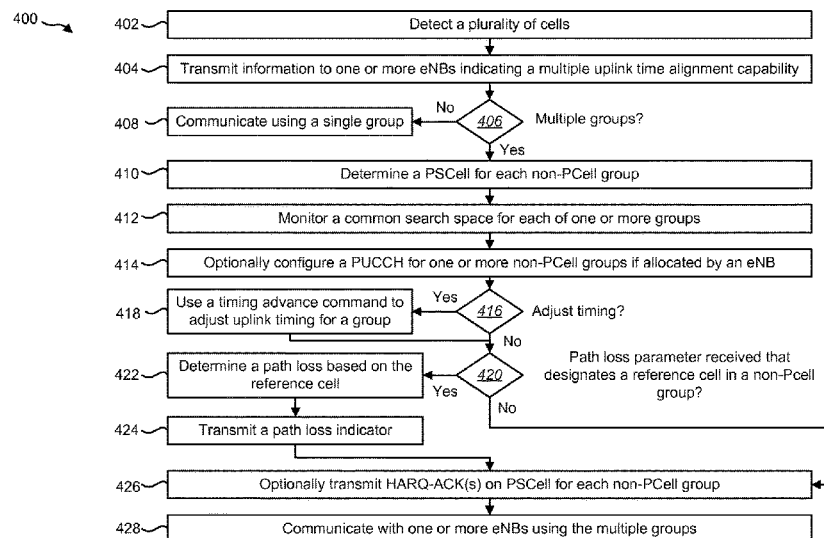 400
402
Detect a plurality of cells
404
Transmit information to one or more eNBs indicating a multiple uplink time alignment capability
No
408
Communicate using a single group
406
Multiple groups?
Yes
410
Determine a PSCell for each non-PCell group
412
Monitor a common search space for each of one or more groups
414
Optionally configure a PUCCH for one or more non-PCell groups if allocated by an eNB
418
Use a timing advance command to
adjust uplink timing for a group
Yes
416
Adjust timing?
No
422
Determine a path loss based on the
reference cell
Yes
420
Path loss parameter received that
designates a reference cell in a non-Pcell
group?
No
424
Transmit a path loss indicator
426
Optionally transmit HARQ-ACK(s) on PSCell for each non-PCell group
428
Communicate with one or more eNBs using the multiple groups